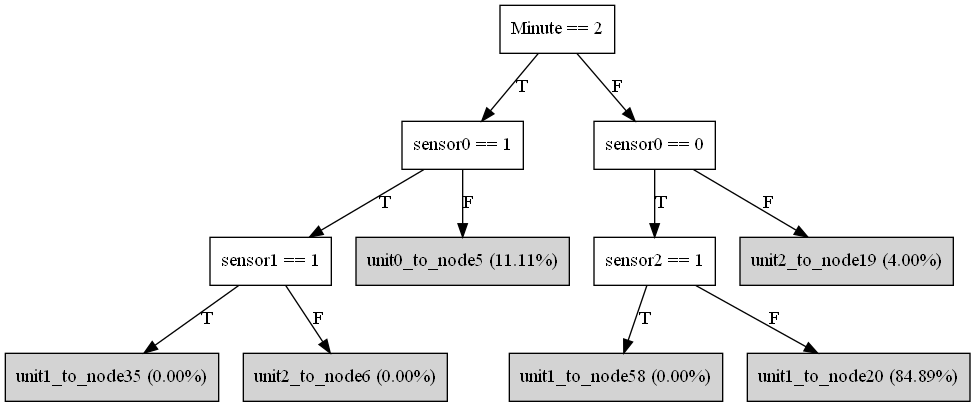 Minute == 2
T
F
sensor0 == 1
sensor0 == 0
T
F
T
F
sensor1 == 1
unit0_to_node5 (11.11%)
sensor2 == 1
unit2_to_node19 (4.00%)
T
F
T
F
unit1_to_node35 (0.00%)
unit2_to_node6 (0.00%)
unit1_to_node58 (0.00%)
unit1_to_node20 (84.89%)